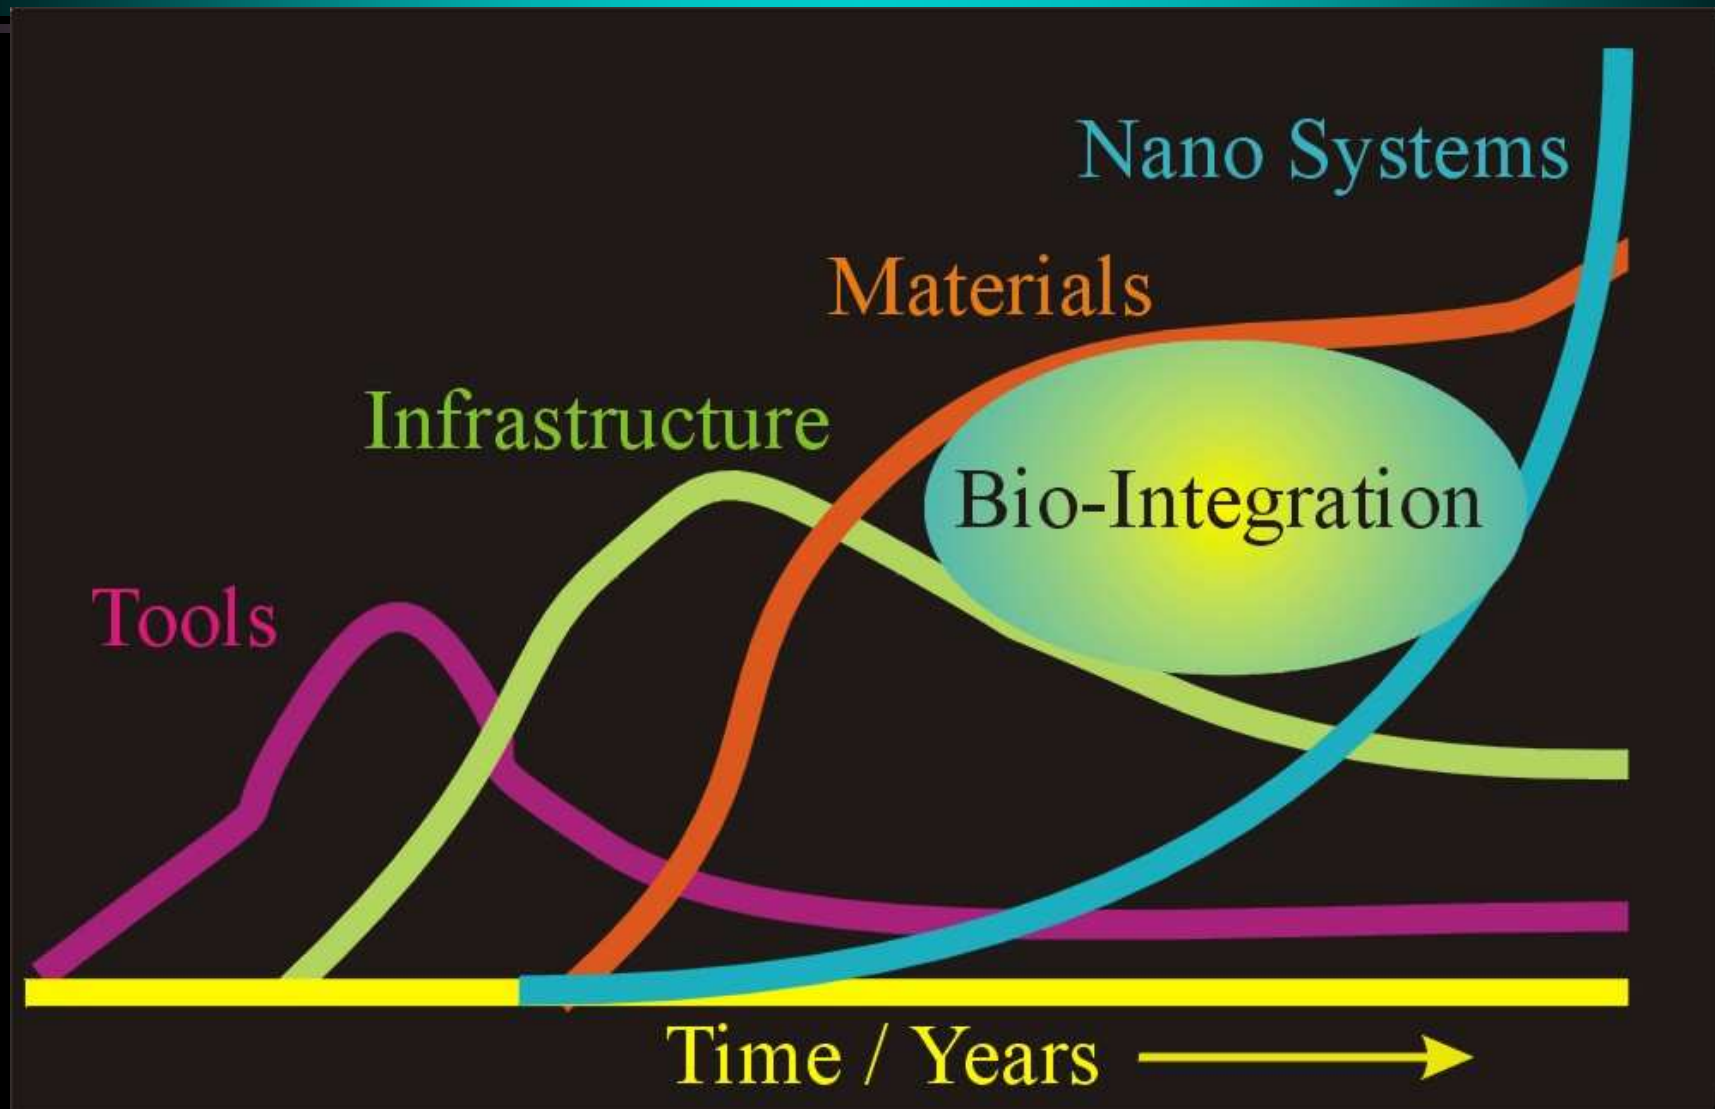 Nano Systems
Materials
Infrastructure
Bio-Integration
Tools
Time / Years